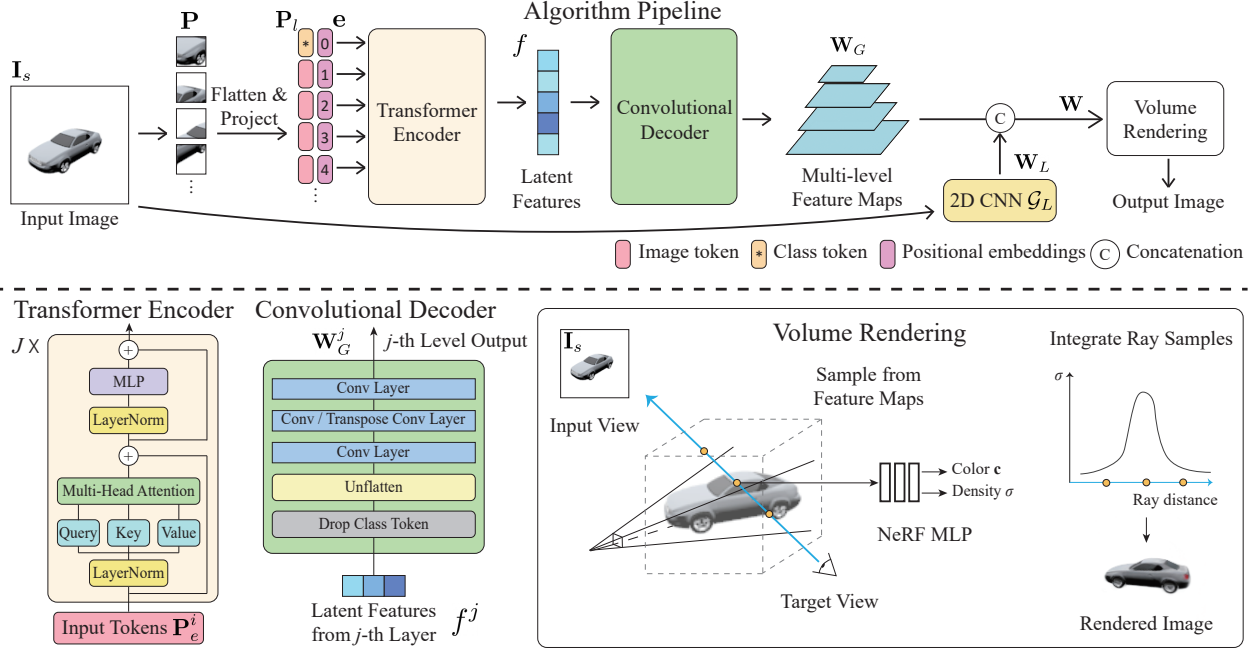 Algorithm Pipeline
I_s
Input Image
P
⋮
Flatten &
Project
P_l e
* 0
1
2
3
4
⋮
Transformer
Encoder
f
Latent
Features
Convolutional
Decoder
W_G
Multi-level
Feature Maps
C
W
W_L
2D CNN 𝒢_L
Volume
Rendering
Output Image
Image token
* Class token
Positional embeddings
C Concatenation
Transformer Encoder
J X
+
MLP
LayerNorm
+
Multi-Head Attention
Query Key Value
LayerNorm
Input Tokens P_e^i
Convolutional Decoder
W_G^j j-th Level Output
Conv Layer
Conv / Transpose Conv Layer
Conv Layer
Unflatten
Drop Class Token
Latent Features
from j-th Layer f^j
Volume Rendering
I_s
Input View
Sample from
Feature Maps
Color c
Density σ
NeRF MLP
Target View
Integrate Ray Samples
σ
Ray distance
Rendered Image